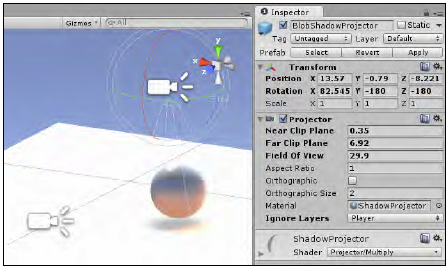 Gizmos All
y
x
z
Inspector
BlobShadowProjector Static
Tag Untagged Layer Default
Prefab Select Revert Apply
Transform
Position X 13.57 Y -0.79 Z -8.221
Rotation X 82.545 Y -180 Z -180
Scale X 1 Y 1 Z 1
Projector
Near Clip Plane 0.35
Far Clip Plane 6.92
Field Of View 29.9
Aspect Ratio 1
Orthographic
Orthographic Size 2
Material ShadowProjector
Ignore Layers Player
ShadowProjector
Shader Projector/Multiply